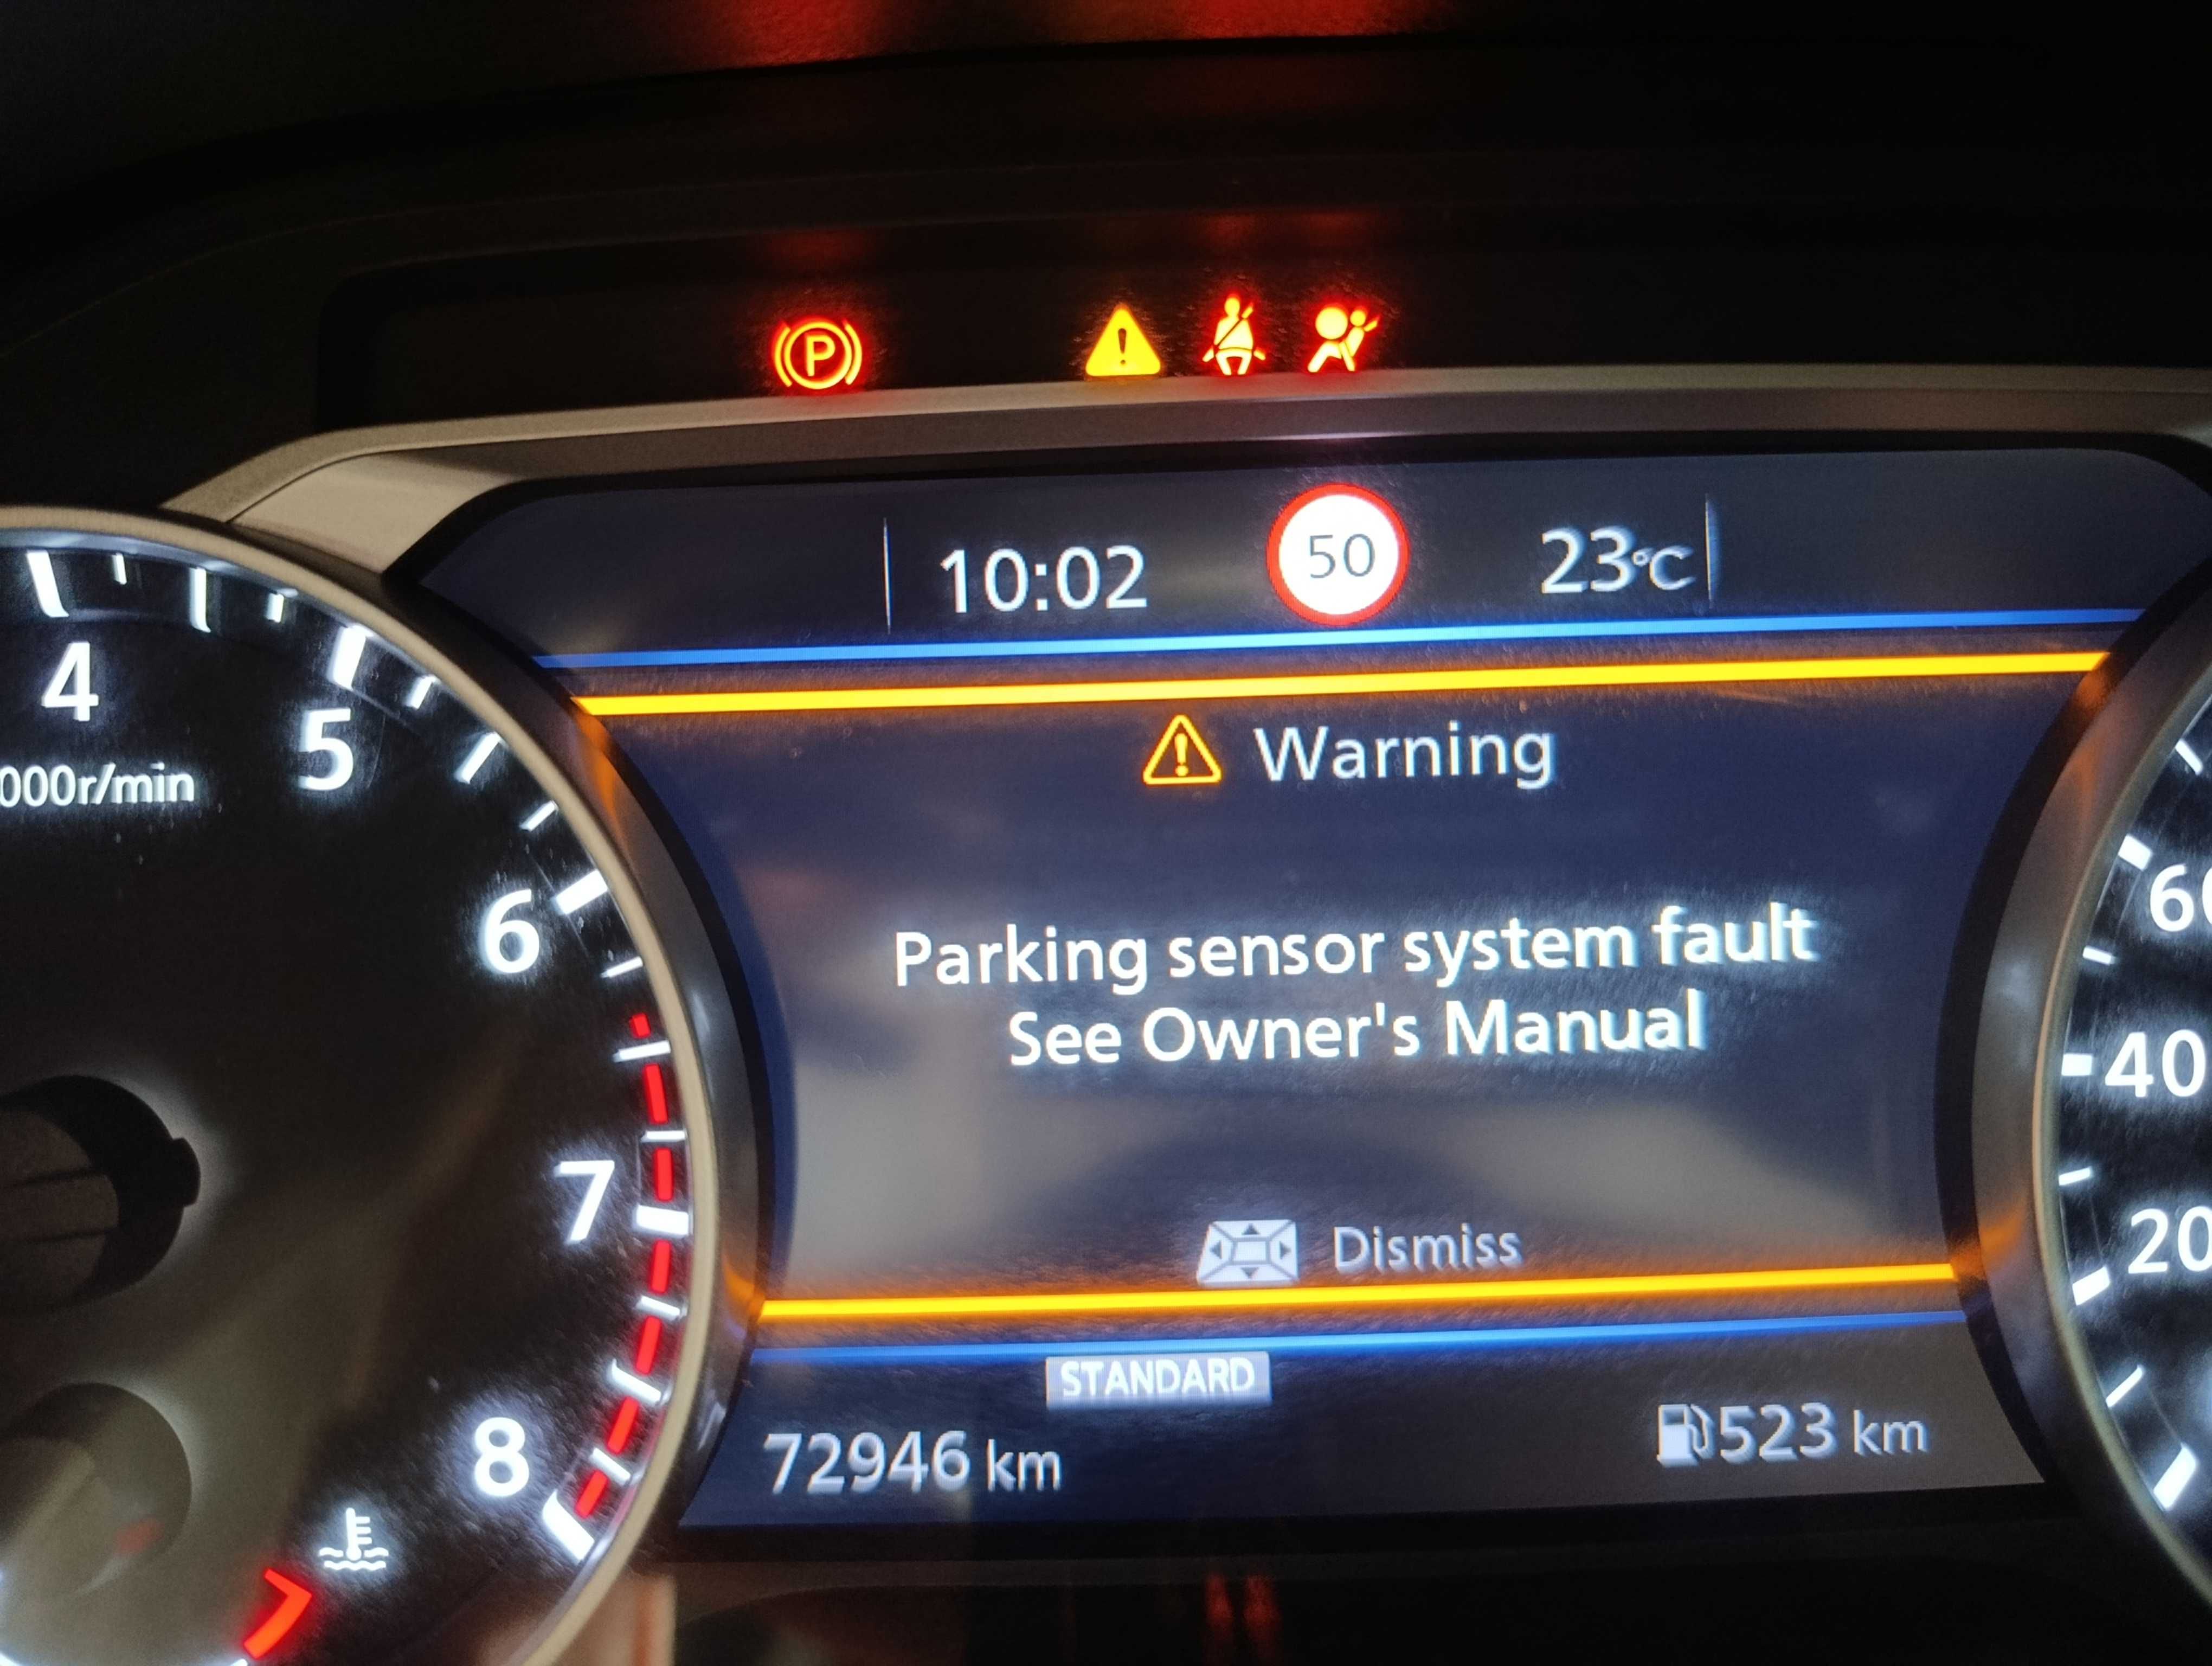 P
10:02 50 23°C
Warning
Parking sensor system fault
See Owner's Manual
Dismiss
STANDARD
72946 km 523 km
4
5
000r/min
6
7
8
40
20